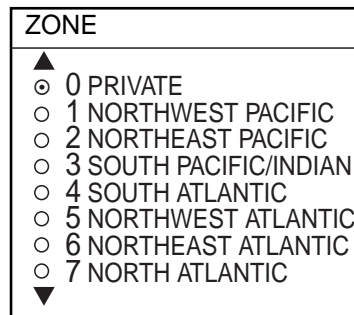 ZONE
0 PRIVATE
1 NORTHWEST PACIFIC
2 NORTHEAST PACIFIC
3 SOUTH PACIFIC/INDIAN
4 SOUTH ATLANTIC
5 NORTHWEST ATLANTIC
6 NORTHEAST ATLANTIC
7 NORTH ATLANTIC